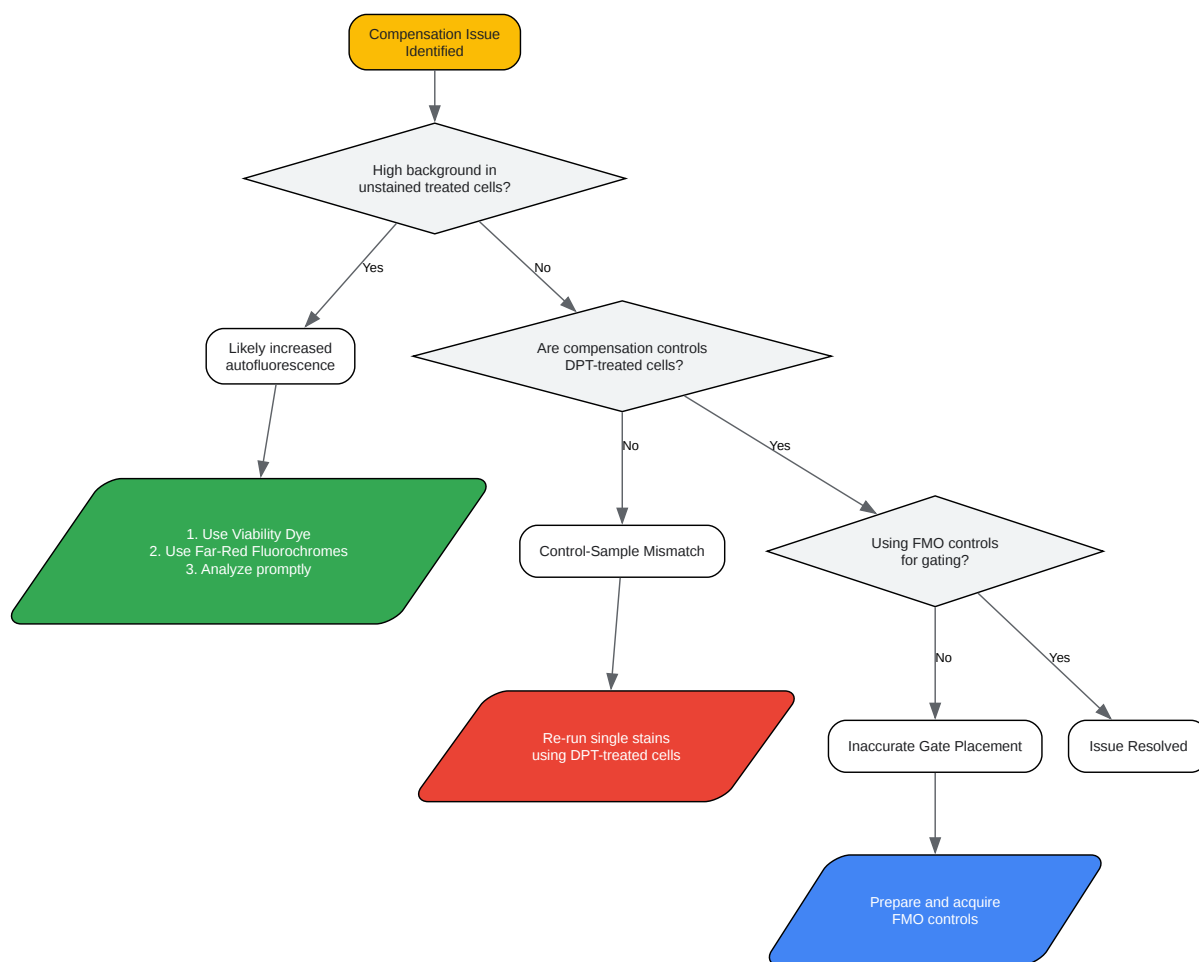 Compensation Issue
Identified
High background in
unstained treated cells?
Yes
No
Likely increased
autofluorescence
Are compensation controls
DPT-treated cells?
No
Yes
1. Use Viability Dye
2. Use Far-Red Fluorochromes
3. Analyze promptly
Control-Sample Mismatch
Using FMO controls
for gating?
No
Yes
Re-run single stains
using DPT-treated cells
Inaccurate Gate Placement
Issue Resolved
Prepare and acquire
FMO controls